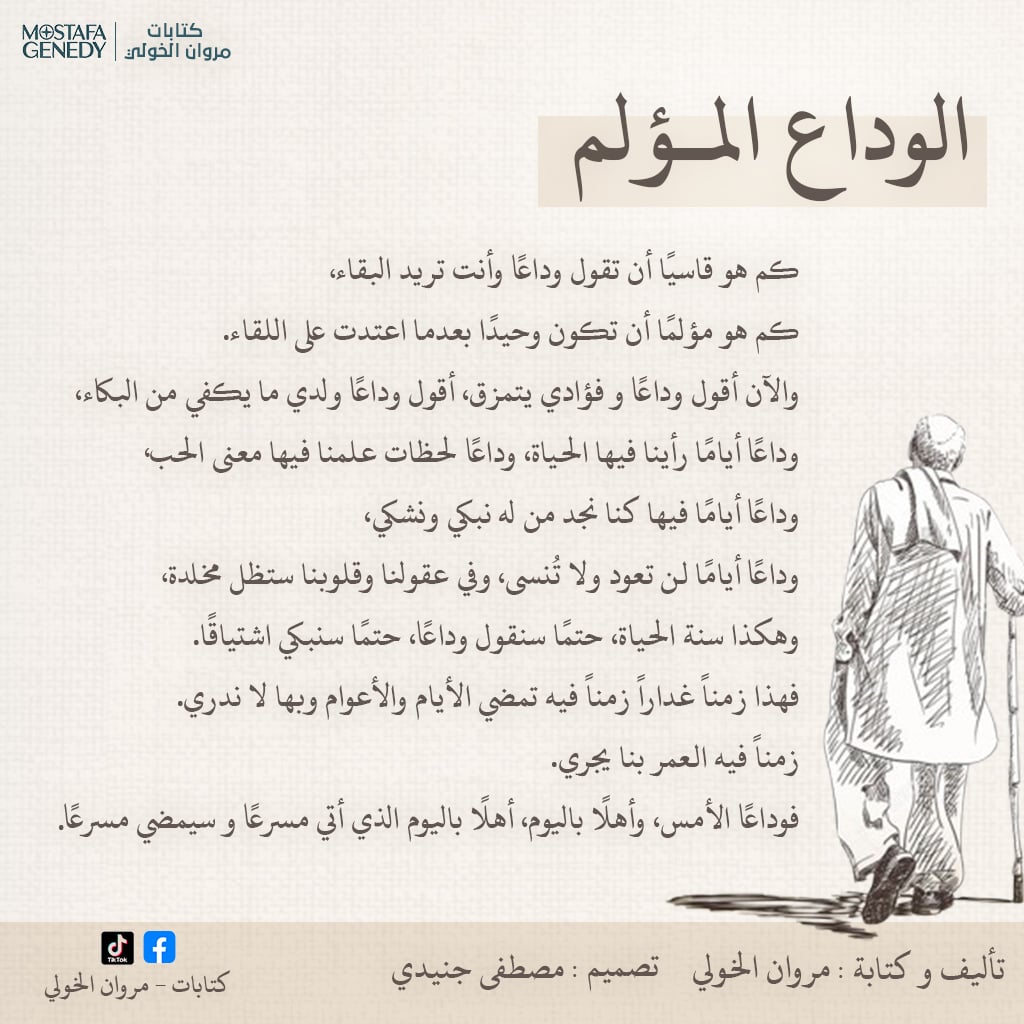 MOSTAFA
GENEDY
كتابات
مروان الخولي
الوداع المـؤلم
كم هو قاسيًا أن تقول وداعًا وأنت تريد البقاء،
كم هو مؤلمًا أن تكون وحيدًا بعدما اعتدت على اللقاء.
والآن أقول وداعًا و فؤادي يتمزق، أقول وداعًا ولدي ما يكفي من البكاء،
وداعًا أيامًا رأينا فيها الحياة، وداعًا لحظات علمنا فيها معنى الحب،
وداعًا أيامًا فيها كنا نجد من له نبكي ونشكي،
وداعًا أيامًا لن تعود ولا تُنسى، وفي عقولنا وقلوبنا ستظل مخلدة،
وهكذا سنة الحياة، حتمًا سنقول وداعًا، حتمًا سنبكي اشتياقًا.
فهذا زمناً غداراً زمناً فيه تمضي الأيام والأعوام وبها لا ندري.
زمناً فيه العمر بنا يجري.
فوداعًا الأمس، وأهلًا باليوم، أهلًا باليوم الذي أتي مسرعًا و سيمضي مسرعًا.
تأليف و كتابة : مروان الخولي
تصميم : مصطفى جنيدي
TikTok
كتابات - مروان الخولي